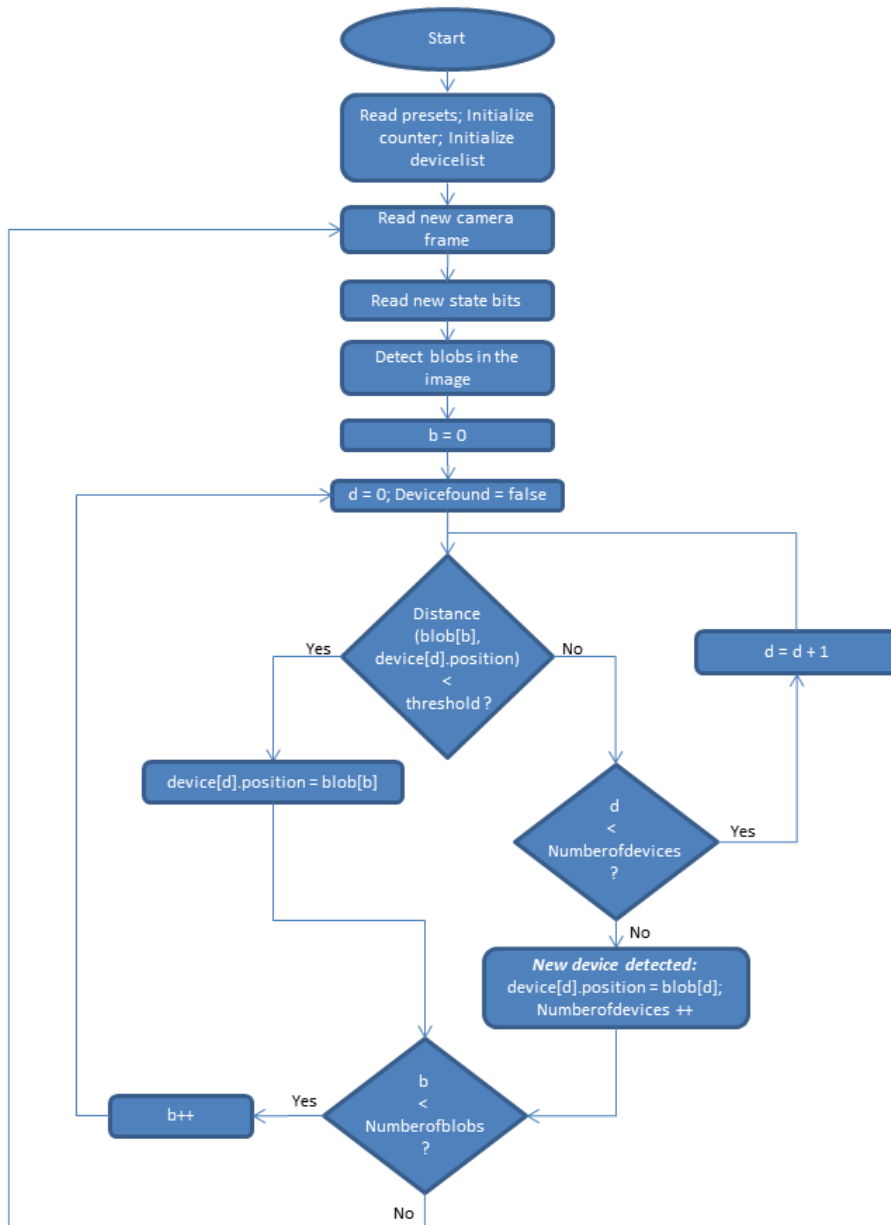 Start
Read presets; Initialize
counter; Initialize
devicelist
Read new camera
frame
Read new state bits
Detect blobs in the
image
b = 0
d = 0; Devicefound = false
Distance
(blob[b],
device[d].position)
<
threshold ?
Yes
No
d = d + 1
device[d].position = blob[b]
d
<
Numberofdevices
?
Yes
No
New device detected:
device[d].position = blob[d];
Numberofdevices ++
b
<
Numberofblobs
?
Yes
b++
No